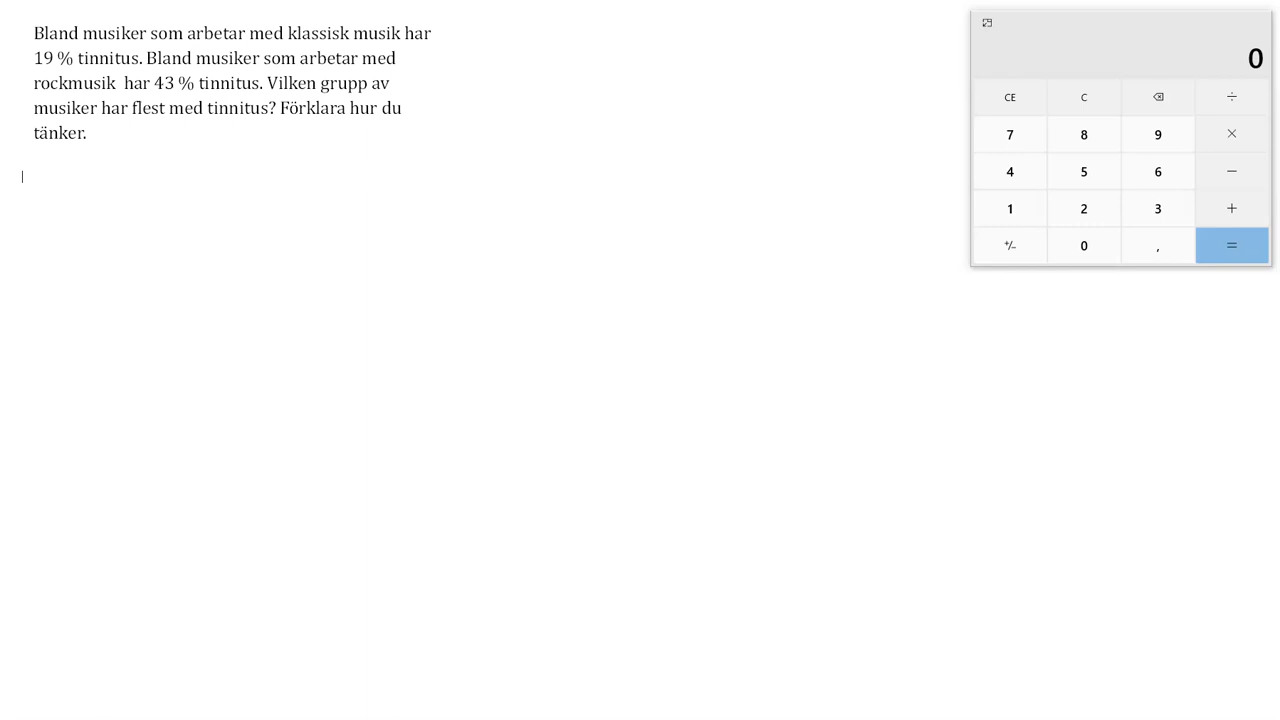 Bland musiker som arbetar med klassisk musik har
19 % tinnitus. Bland musiker som arbetar med
rockmusik  har 43 % tinnitus. Vilken grupp av
musiker har flest med tinnitus? Förklara hur du
tänker.
0
CE C ⌫ ÷
7 8 9 ×
4 5 6 −
1 2 3 +
+/− 0 , =